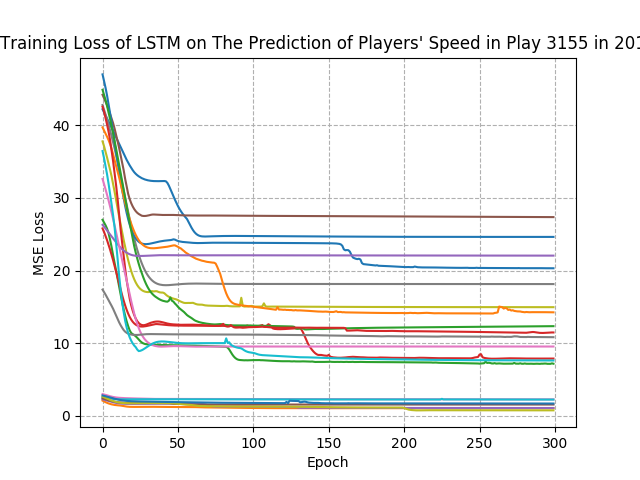 Training Loss of LSTM on The Prediction of Players' Speed in Play 3155 in 201
MSE Loss
40
30
20
10
0
0 50 100 150 200 250 300
Epoch